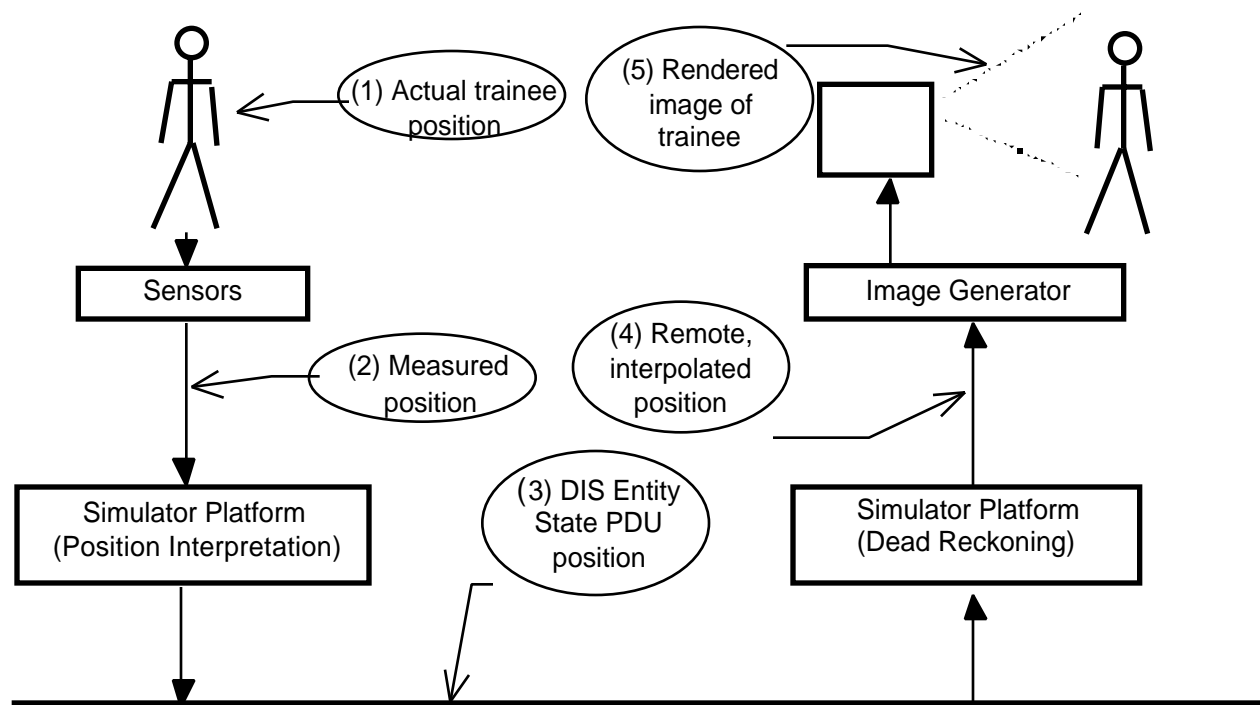 (1) Actual trainee
position
(5) Rendered
image of
trainee
Sensors
Image Generator
(2) Measured
position
(4) Remote,
interpolated
position
(3) DIS Entity
State PDU
position
Simulator Platform
(Position Interpretation)
Simulator Platform
(Dead Reckoning)